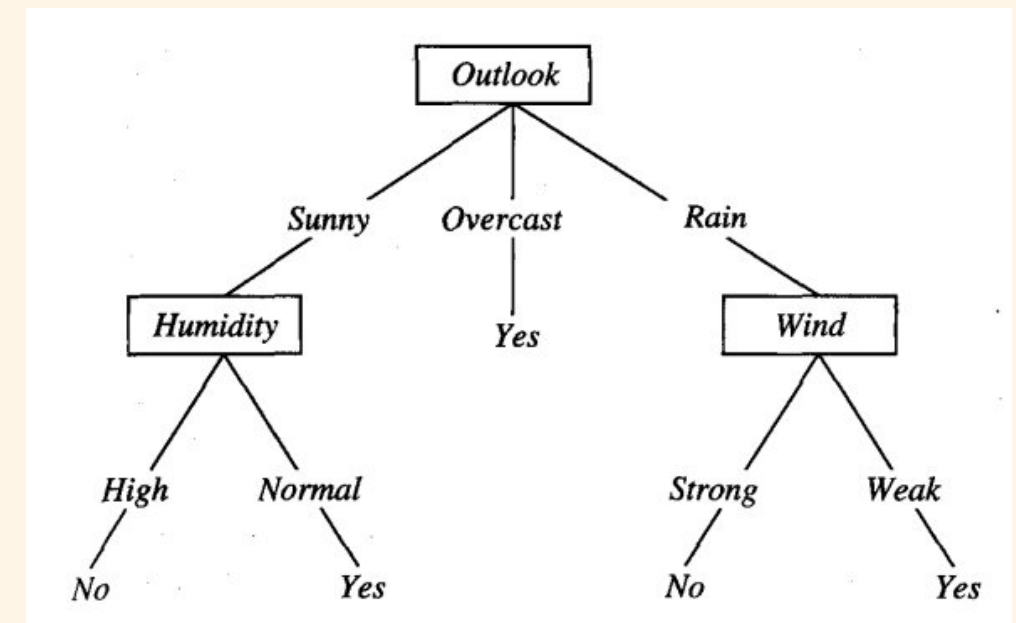 Outlook
Sunny Overcast Rain
Humidity Yes Wind
High Normal Strong Weak
No Yes No Yes